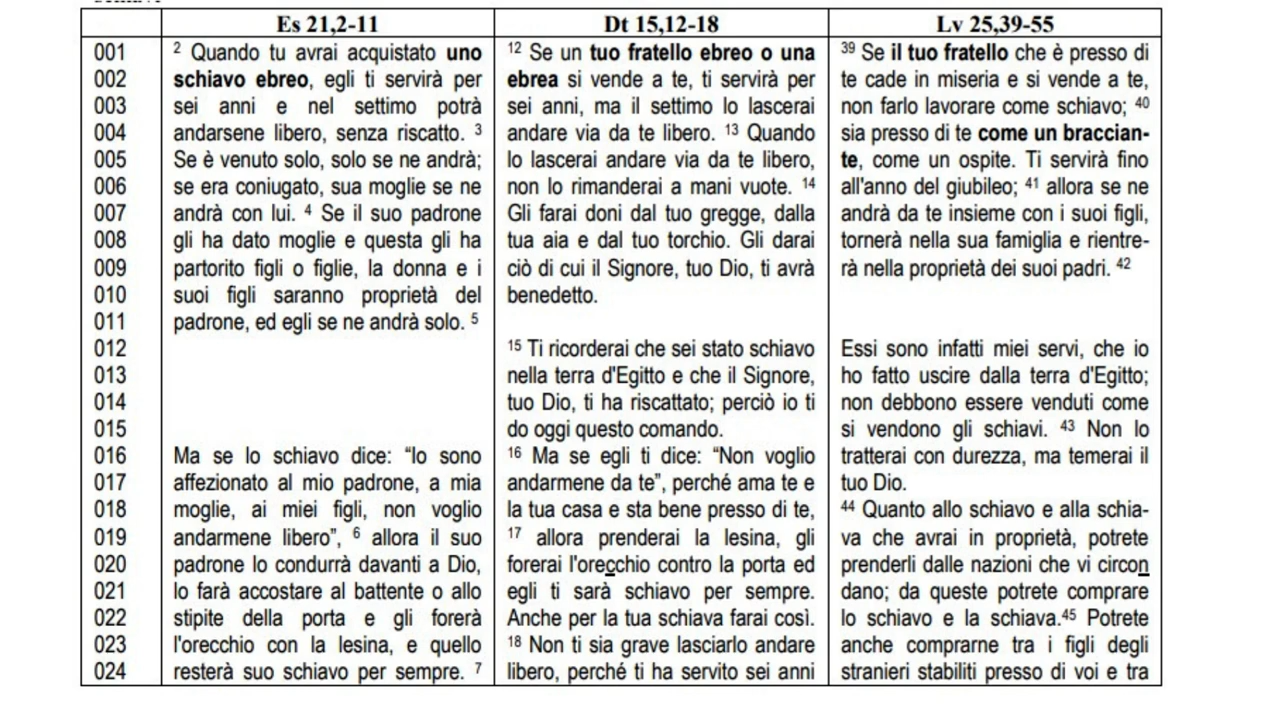 Es 21,2-11
Dt 15,12-18
Lv 25,39-55
001
002
003
004
005
006
007
008
009
010
011
012
013
014
015
016
017
018
019
020
021
022
023
024
² Quando tu avrai acquistato uno
schiavo ebreo, egli ti servirà per
sei anni e nel settimo potrà
andarsene libero, senza riscatto. ³
Se è venuto solo, solo se ne andrà;
se era coniugato, sua moglie se ne
andrà con lui. ⁴ Se il suo padrone
gli ha dato moglie e questa gli ha
partorito figli o figlie, la donna e i
suoi figli saranno proprietà del
padrone, ed egli se ne andrà solo. ⁵
Ma se lo schiavo dice: “Io sono
affezionato al mio padrone, a mia
moglie, ai miei figli, non voglio
andarmene libero”, ⁶ allora il suo
padrone lo condurrà davanti a Dio,
lo farà accostare al battente o allo
stipite della porta e gli forerà
l'orecchio con la lesina, e quello
resterà suo schiavo per sempre. ⁷
¹² Se un tuo fratello ebreo o una
ebrea si vende a te, ti servirà per
sei anni, ma il settimo lo lascerai
andare via da te libero. ¹³ Quando
lo lascerai andare via da te libero,
non lo rimanderai a mani vuote. ¹⁴
Gli farai doni dal tuo gregge, dalla
tua aia e dal tuo torchio. Gli darai
ciò di cui il Signore, tuo Dio, ti avrà
benedetto.
¹⁵ Ti ricorderai che sei stato schiavo
nella terra d'Egitto e che il Signore,
tuo Dio, ti ha riscattato; perciò io ti
do oggi questo comando.
¹⁶ Ma se egli ti dice: “Non voglio
andarmene da te”, perché ama te e
la tua casa e sta bene presso di te,
¹⁷ allora prenderai la lesina, gli
forerai l'orecchio contro la porta ed
egli ti sarà schiavo per sempre.
Anche per la tua schiava farai così.
¹⁸ Non ti sia grave lasciarlo andare
libero, perché ti ha servito sei anni
³⁹ Se il tuo fratello che è presso di
te cade in miseria e si vende a te,
non farlo lavorare come schiavo; ⁴⁰
sia presso di te come un braccian-
te, come un ospite. Ti servirà fino
all'anno del giubileo; ⁴¹ allora se ne
andrà da te insieme con i suoi figli,
tornerà nella sua famiglia e rientre-
rà nella proprietà dei suoi padri. ⁴²
Essi sono infatti miei servi, che io
ho fatto uscire dalla terra d'Egitto;
non debbono essere venduti come
si vendono gli schiavi. ⁴³ Non lo
tratterai con durezza, ma temerai il
tuo Dio.
⁴⁴ Quanto allo schiavo e alla schia-
va che avrai in proprietà, potrete
prenderli dalle nazioni che vi circon
dano; da queste potrete comprare
lo schiavo e la schiava.⁴⁵ Potrete
anche comprarne tra i figli degli
stranieri stabiliti presso di voi e tra